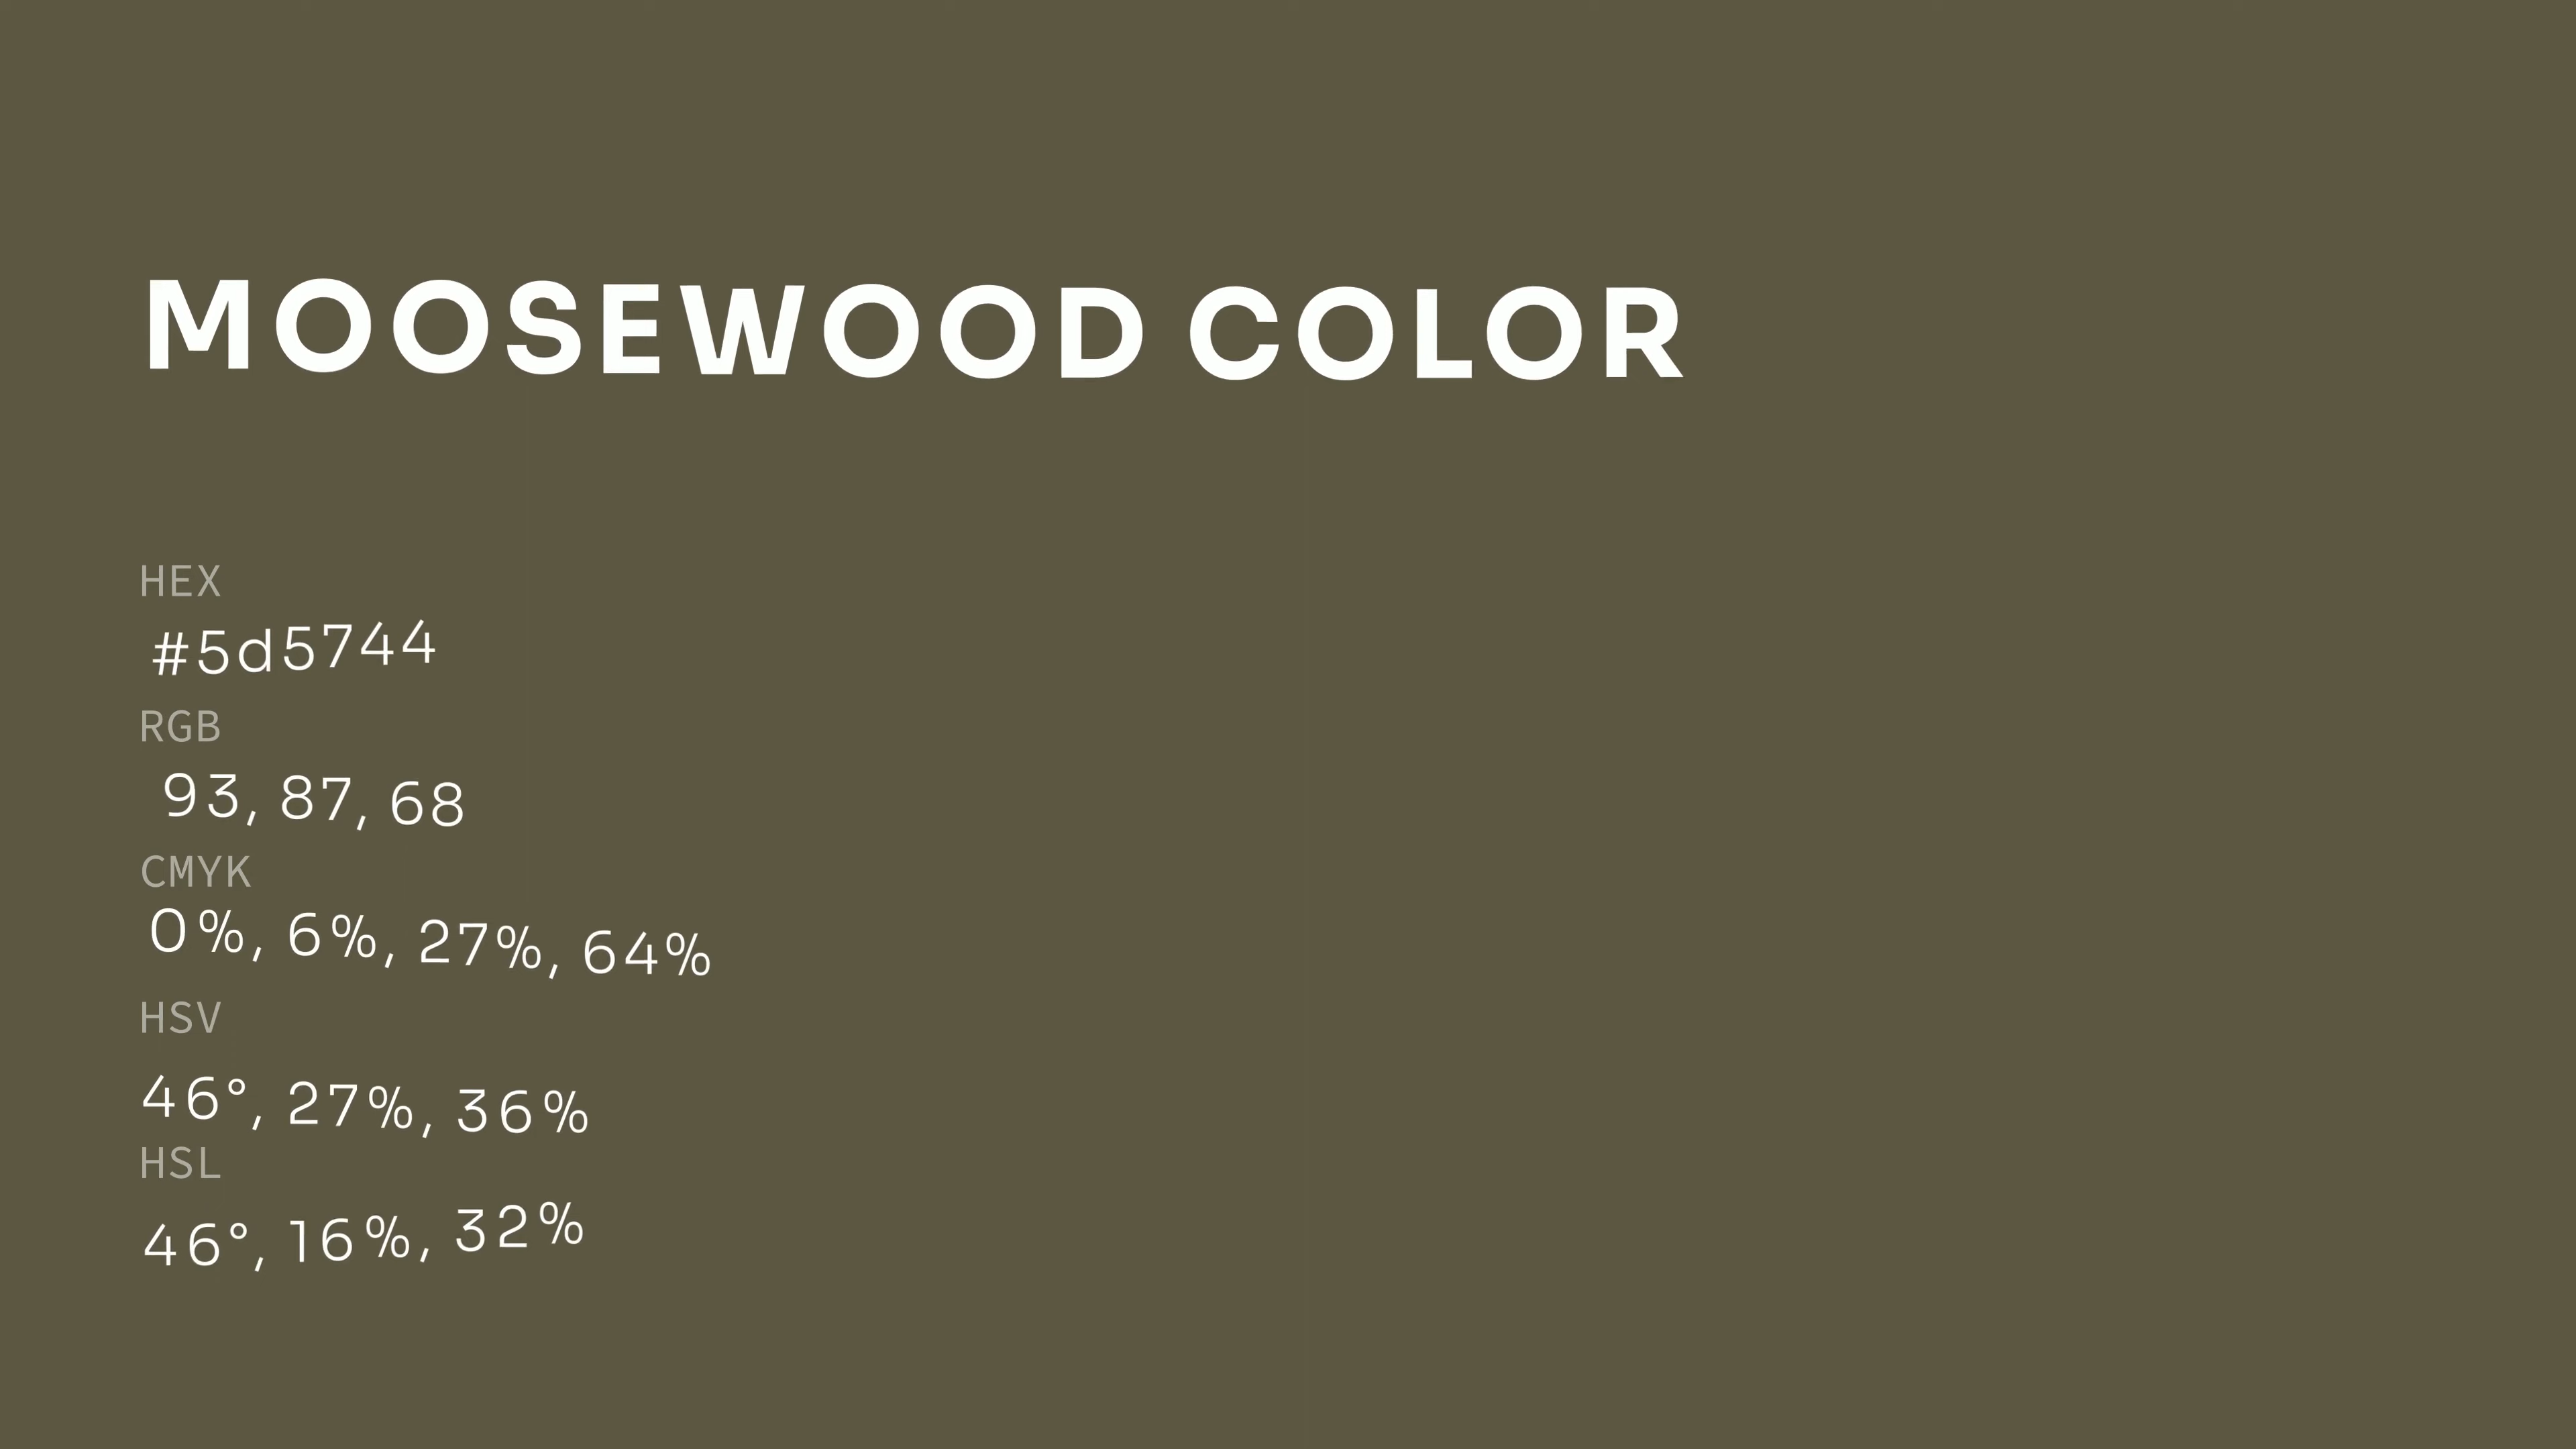 MOOSEWOOD COLOR
HEX
#5d5744
RGB
93, 87, 68
CMYK
0%, 6%, 27%, 64%
HSV
46°, 27%, 36%
HSL
46°, 16%, 32%